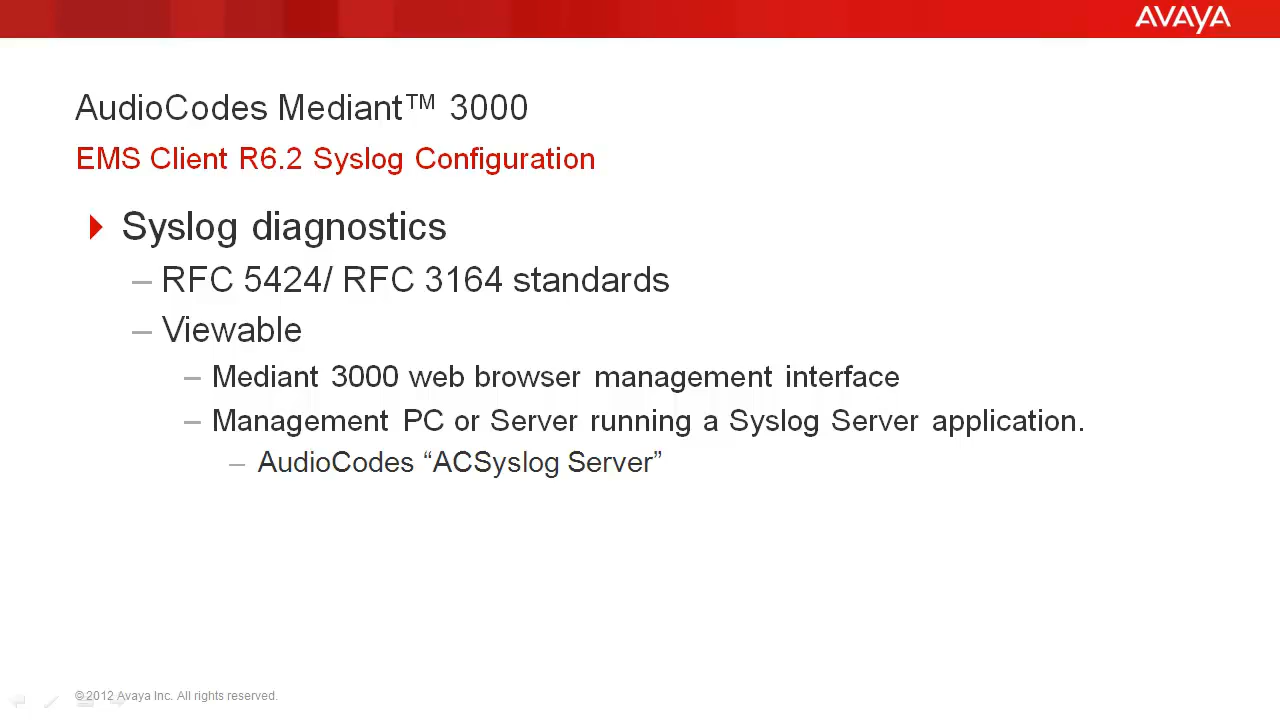 AVAYA
AudioCodes Mediant™ 3000
EMS Client R6.2 Syslog Configuration
Syslog diagnostics
– RFC 5424/ RFC 3164 standards
– Viewable
– Mediant 3000 web browser management interface
– Management PC or Server running a Syslog Server application.
– AudioCodes “ACSyslog Server”
©2012 Avaya Inc. All rights reserved.